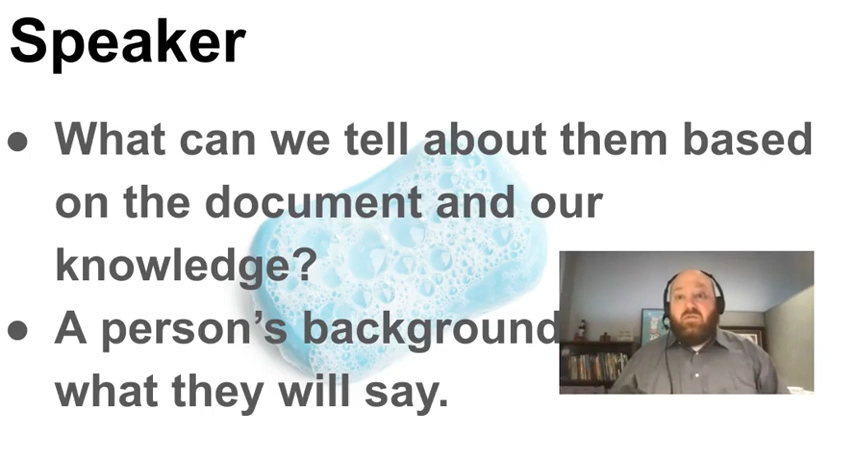 Speaker
● What can we tell about them based
on the document and our
knowledge?
● A person's background
what they will say.